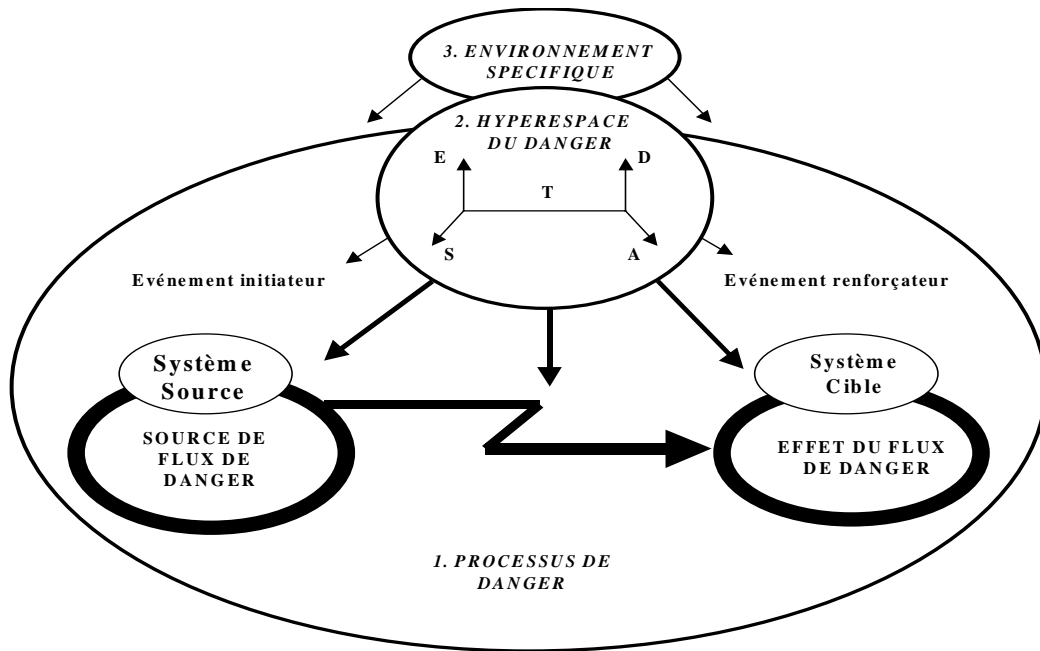 3. ENVIRONNEMENT
SPECIFIQUE
2. HYPERESPACE
DU DANGER
E
D
T
S
A
Evénement initiateur
Evénement renforçateur
Système
Source
SOURCE DE
FLUX DE
DANGER
Système
Cible
EFFET DU FLUX
DE DANGER
1. PROCESSUS DE
DANGER